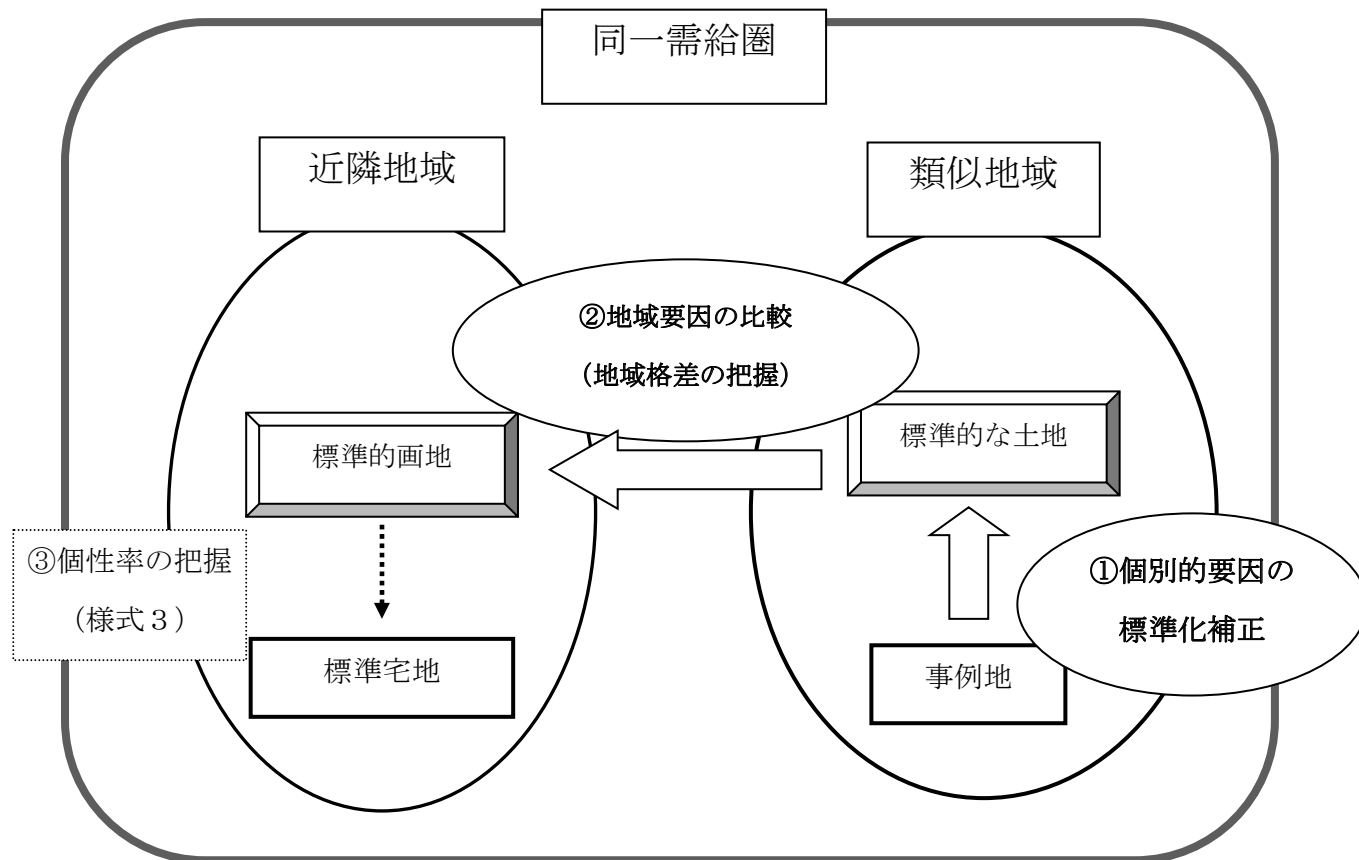 同一需給圏
近隣地域
類似地域
②地域要因の比較
（地域格差の把握）
標準的画地
標準的な土地
③個性率の把握
（様式３）
①個別的要因の
標準化補正
標準宅地
事例地